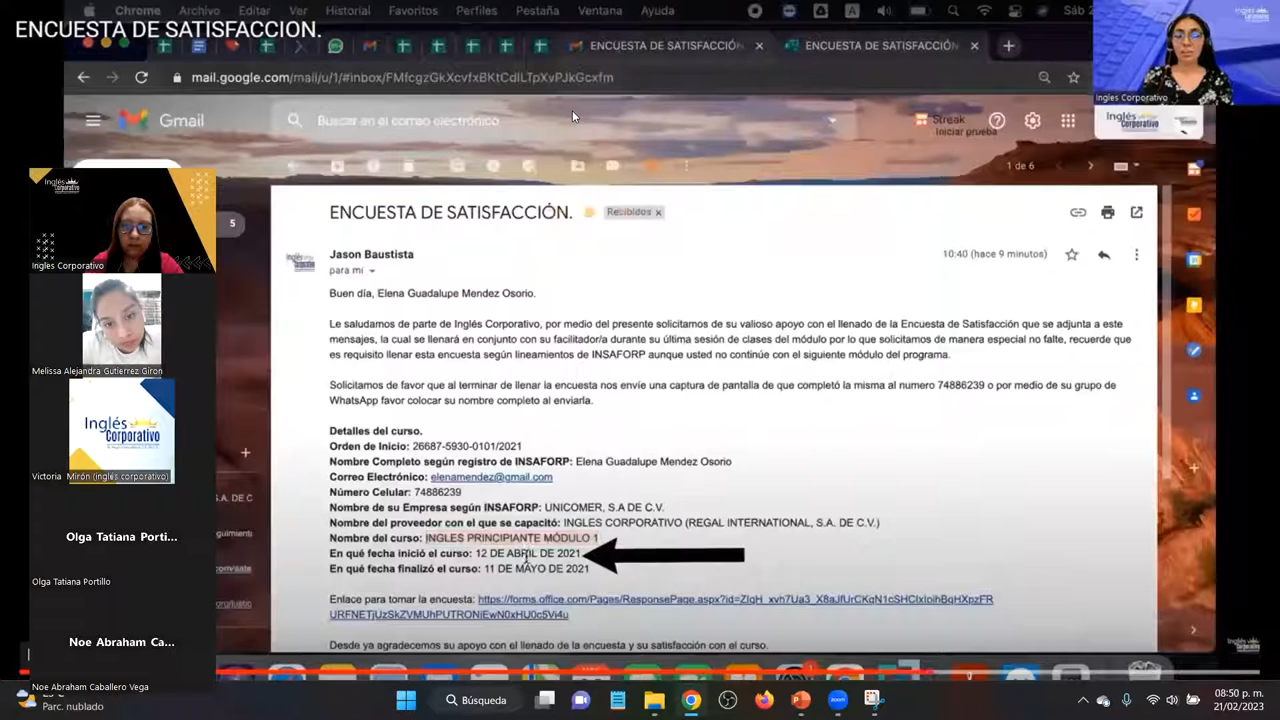 Chrome Archivo Editar Ver Historial Favoritos Perfiles Pestaña Ventana Ayuda
ENCUESTA DE SATISFACCION.
ENCUESTA DE SATISFACCIÓN
ENCUESTA DE SATISFACCIÓN
mail.google.com/mail/u/1/#inbox/FMfcgzGkXcvfxBKtCdlLTpXvPJkGcxfm
Ingles Corporativo
Gmail
Buscar en el correo electrónico
Streak
Iniciar prueba
Inglés
Corporativo
1 de 6
5
ENCUESTA DE SATISFACCIÓN.
Recibidos
Jason Baustista
10:40 (hace 9 minutos)
para mi
Buen día, Elena Guadalupe Mendez Osorio.
Le saludamos de parte de Inglés Corporativo, por medio del presente solicitamos de su valioso apoyo con el llenado de la Encuesta de Satisfacción que se adjunta a este
mensajes, la cual se llenará en conjunto con su facilitador/a durante su última sesión de clases del módulo por lo que solicitamos de manera especial no falte, recuerde que
es requisito llenar esta encuesta según lineamientos de INSAFORP aunque usted no continúe con el siguiente módulo del programa.
Solicitamos de favor que al terminar de llenar la encuesta nos envíe una captura de pantalla de que completó la misma al numero 74886239 o por medio de su grupo de
WhatsApp favor colocar su nombre completo al enviarla.
Detalles del curso.
Orden de Inicio: 26687-5930-0101/2021
Nombre Completo según registro de INSAFORP: Elena Guadalupe Mendez Osorio
Correo Electrónico: elenamendez@gmail.com
Número Celular: 74886239
Nombre de su Empresa según INSAFORP: UNICOMER, S.A DE C.V.
Nombre del proveedor con el que se capacitó: INGLES CORPORATIVO (REGAL INTERNATIONAL, S.A. DE C.V.)
Nombre del curso: INGLES PRINCIPIANTE MÓDULO 1
En qué fecha inició el curso: 12 DE ABRIL DE 2021
En qué fecha finalizó el curso: 11 DE MAYO DE 2021
Enlace para tomar la encuesta:
Desde ya agradecemos su apoyo con el llenado de la encuesta y su satisfacción con el curso.
Inglés
Corporativo
Ingles Corporativo
Melissa Alejandra Gutierrez Giron
Inglés
Corporativo
Victoria Mirón (inglés corporativo)
Olga Tatiana Porti...
Olga Tatiana Portillo
Noe Abraham Ca...
Noe Abraham Caballero Vega
Parc. nublado
Búsqueda
08:50 p. m.
21/02/2023